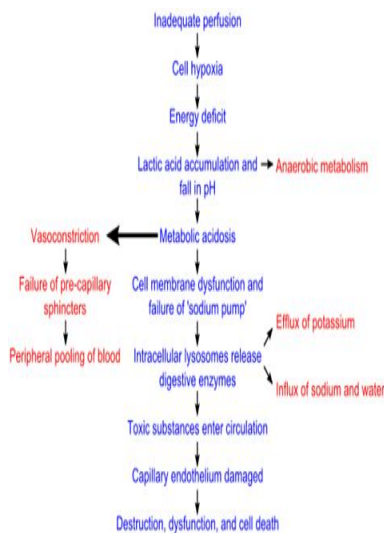 Inadequate perfusion
Cell hypoxia
Energy deficit
Lactic acid accumulation and
fall in pH
Anaerobic metabolism
Vasoconstriction
Metabolic acidosis
Failure of pre-capillary
sphincters
Cell membrane dysfunction and
failure of 'sodium pump'
Efflux of potassium
Peripheral pooling of blood
Intracellular lysosomes release
digestive enzymes
Influx of sodium and water
Toxic substances enter circulation
Capillary endothelium damaged
Destruction, dysfunction, and cell death